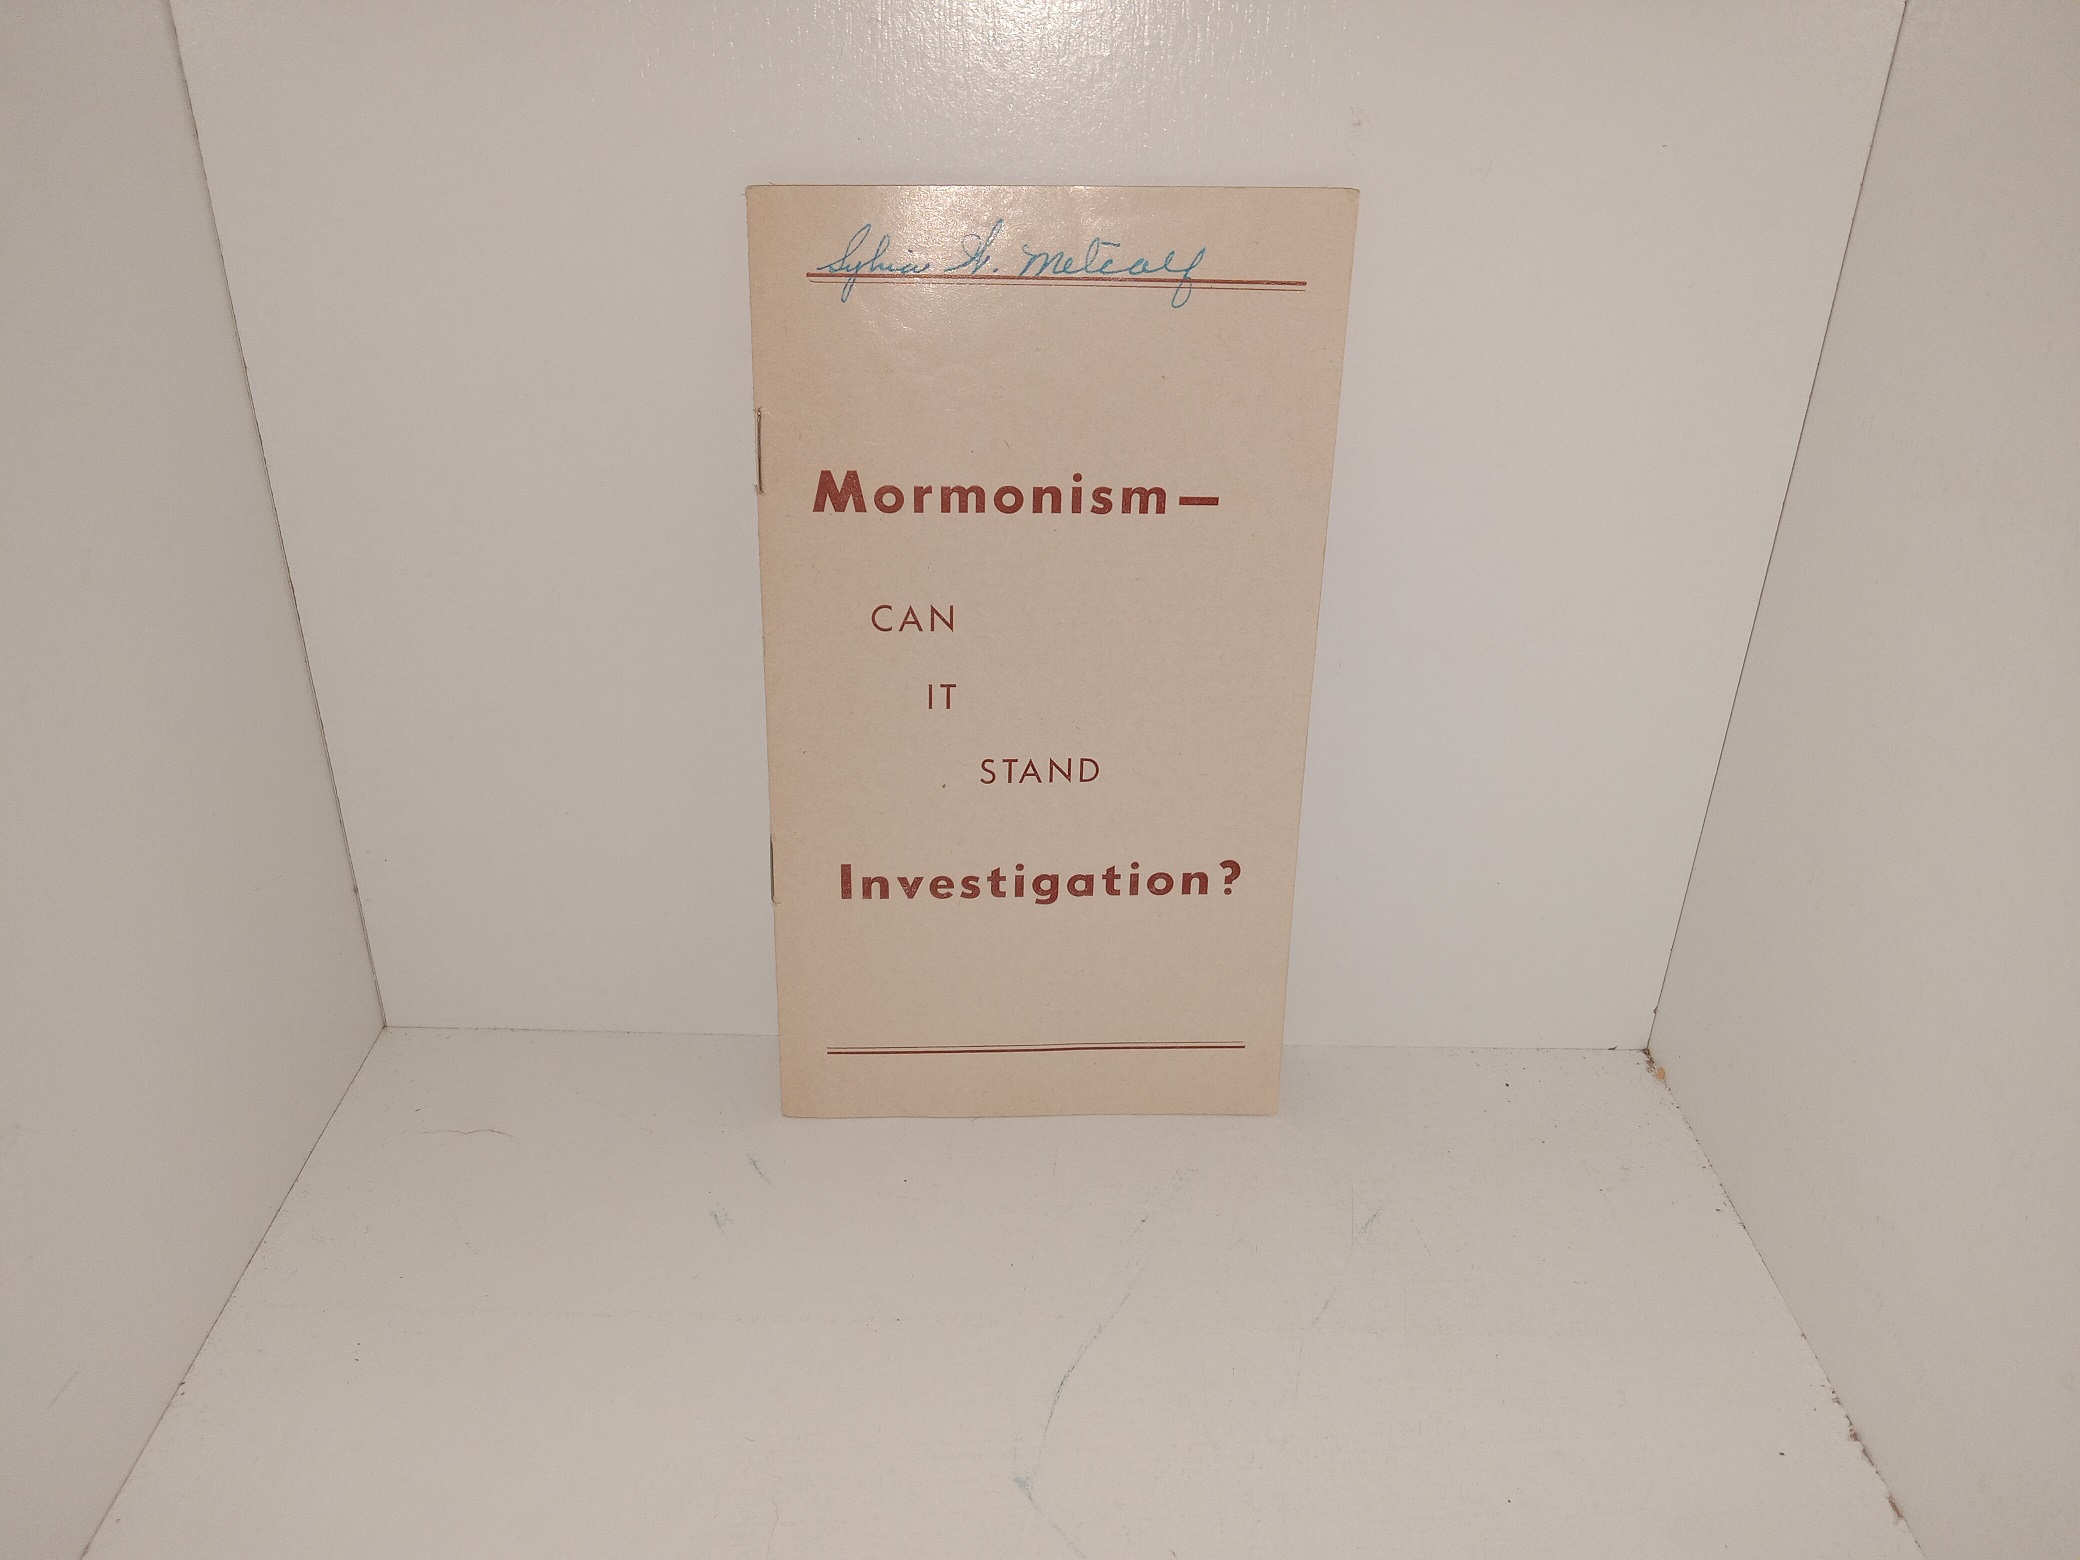 Sylvia H. Metcalf
Mormonism—
CAN
IT
STAND
Investigation?